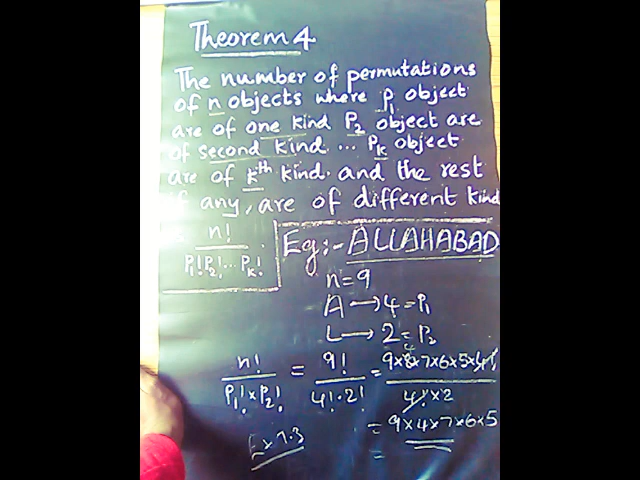 Theorem 4
The number of permutations
of n objects where P1 object
are of one kind P2 object are
of second kind ... Pk object
are of kth kind. and the rest
if any, are of different kind
= n! / P1! P2! ... Pk!
Eg:- ALLAHABAD
n=9
A → 4 = P1
L → 2 = P2
n! / P1! × P2! = 9! / 4! · 2! = 9×8×7×6×5×4! / 4! × 2
= 9×4×7×6×5
=
Ex 7.3